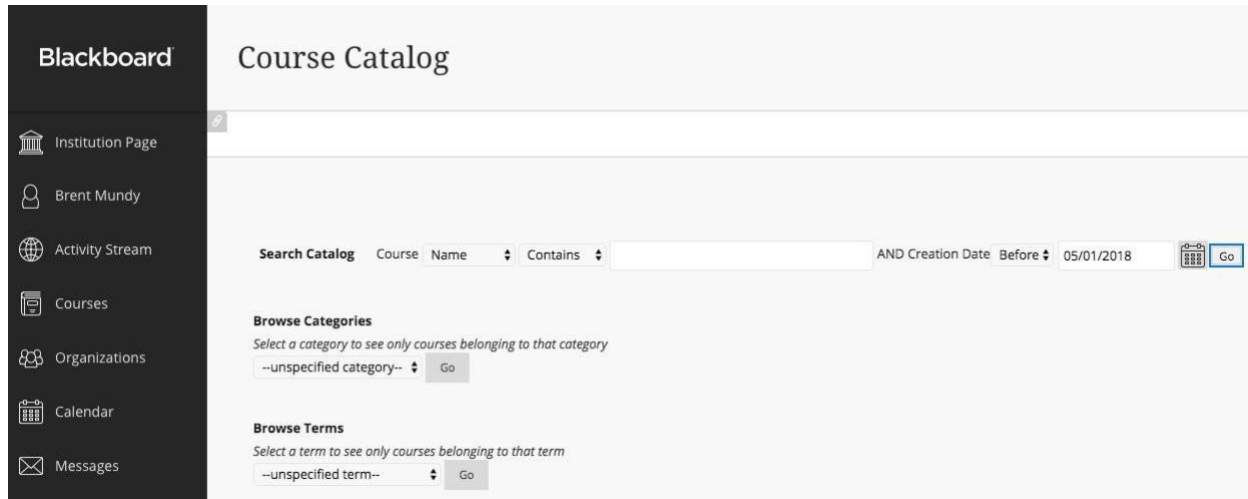 Blackboard
Course Catalog
Institution Page
Brent Mundy
Activity Stream
Search Catalog Course Name Contains AND Creation Date Before 05/01/2018 Go
Courses
Browse Categories
Select a category to see only courses belonging to that category
Organizations
--unspecified category-- Go
Calendar
Browse Terms
Select a term to see only courses belonging to that term
Messages
--unspecified term-- Go